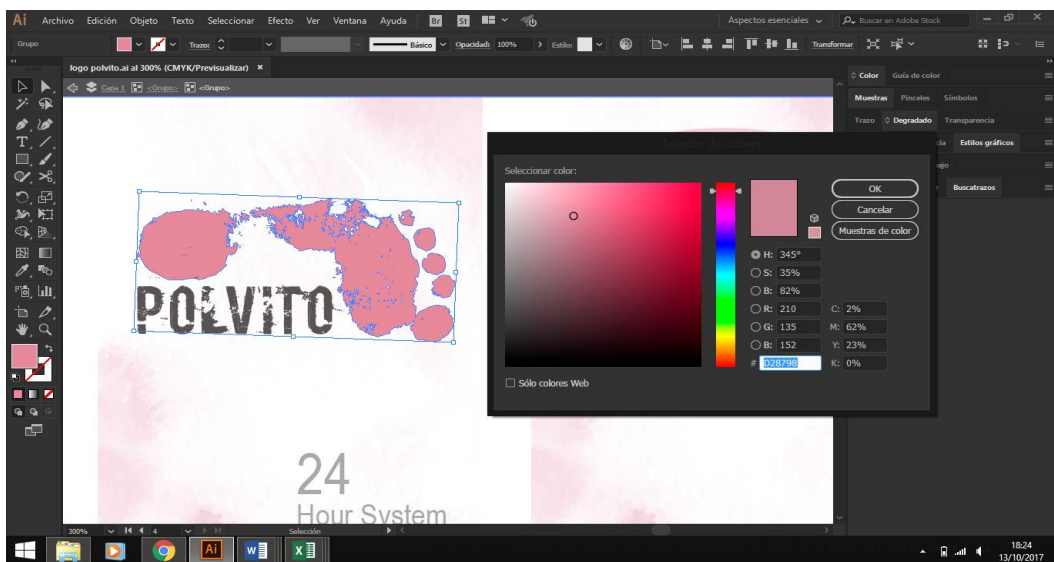 Ai Archivo Edición Objeto Texto Seleccionar Efecto Ver Ventana Ayuda Br St Aspectos esenciales Buscar en Adobe Stock
Grupo Trazo: Básico Opacidad: 100% Estilo: Transformar
logo polvito.ai al 300% (CMYK/Previsualizar) ×
Capa 1 <Grupo> <Grupo>
Color Guía de color
Muestras Pinceles Símbolos
Trazo Degradado Transparencia
Estilos gráficos
Buscatrazos
Selector de colores
Seleccionar color:
OK
Cancelar
Muestras de color
H: 345°
S: 35%
B: 82%
R: 210 C: 2%
G: 135 M: 62%
B: 152 Y: 23%
# D28798 K: 0%
Sólo colores Web
POLVITO
24
Hour System
300% 4 Selección
Ai W X
18:24
13/10/2017